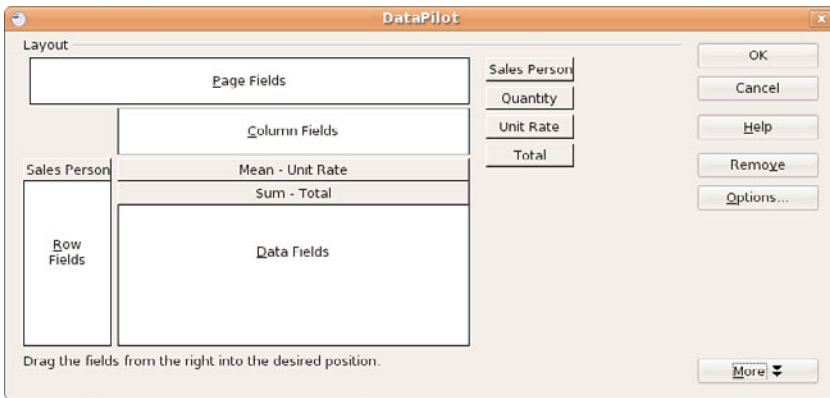 DataPilot
Layout
Page Fields
Column Fields
Sales Person
Mean - Unit Rate
Sum - Total
Row
Fields
Data Fields
Drag the fields from the right into the desired position.
Sales Person
Quantity
Unit Rate
Total
OK
Cancel
Help
Remove
Options...
More